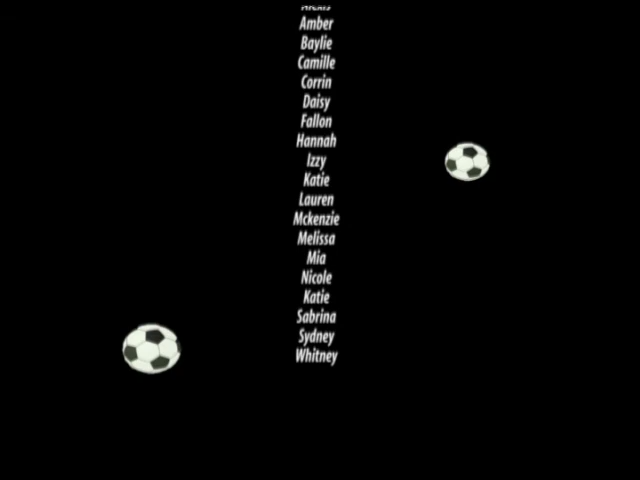 Amber
Baylie
Camille
Corrin
Daisy
Fallon
Hannah
Izzy
Katie
Lauren
Mckenzie
Melissa
Mia
Nicole
Katie
Sabrina
Sydney
Whitney